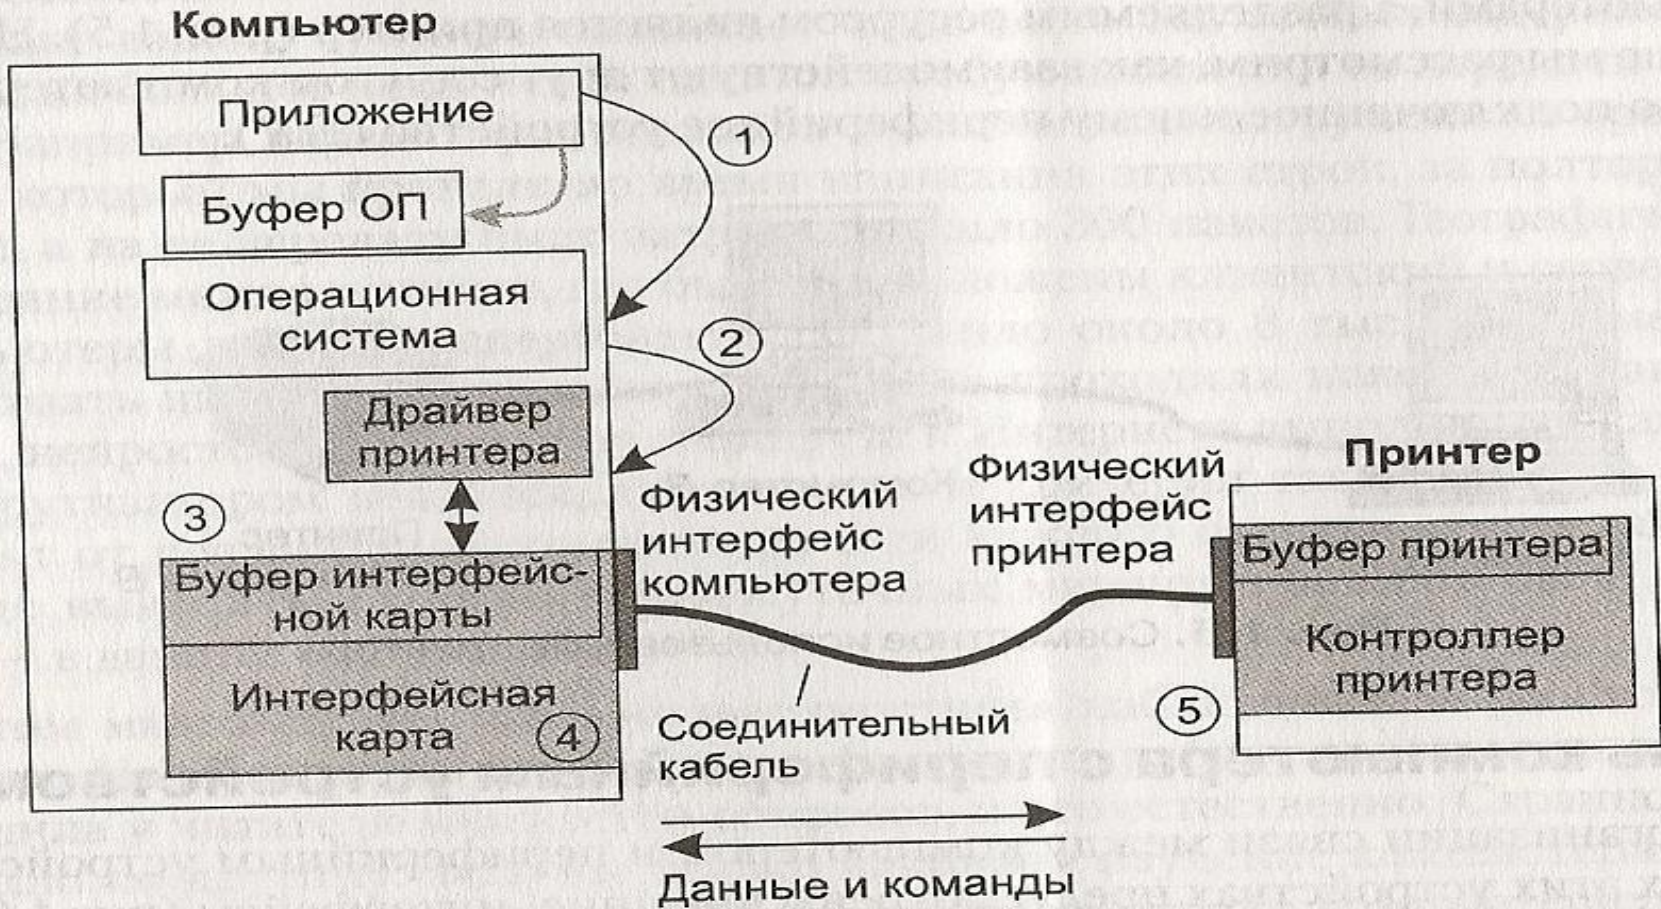 Компьютер
Приложение
1
Буфер ОП
Операционная
система
2
Драйвер
принтера
3
Буфер интерфейс-
ной карты
Интерфейсная
карта
4
Физический
интерфейс
компьютера
Физический
интерфейс
принтера
Принтер
Буфер принтера
Контроллер
принтера
5
Соединительный
кабель
Данные и команды